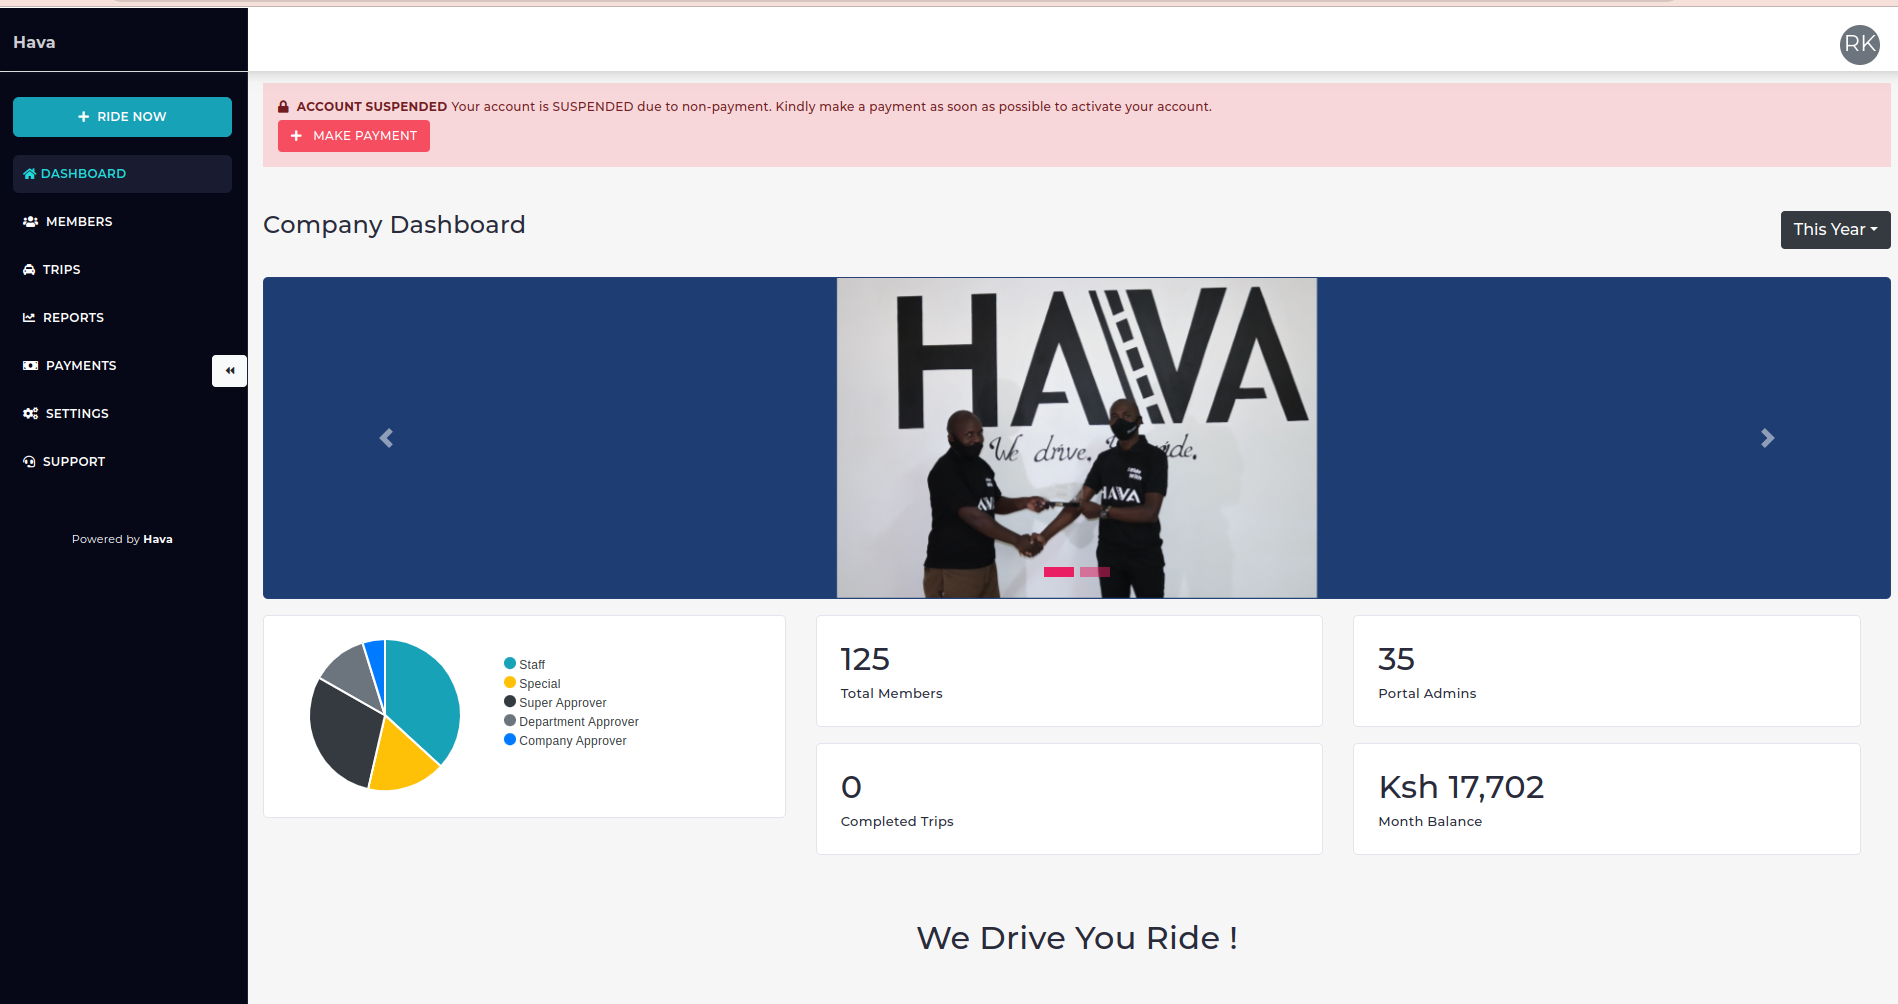 Hava
RK
RIDE NOW
DASHBOARD
MEMBERS
TRIPS
REPORTS
PAYMENTS
SETTINGS
SUPPORT
Powered by Hava
ACCOUNT SUSPENDED Your account is SUSPENDED due to non-payment. Kindly make a payment as soon as possible to activate your account.
MAKE PAYMENT
Company Dashboard
This Year
HAVA
We drive.
HAVA
Staff
Special
Super Approver
Department Approver
Company Approver
125
Total Members
35
Portal Admins
0
Completed Trips
Ksh 17,702
Month Balance
We Drive You Ride !